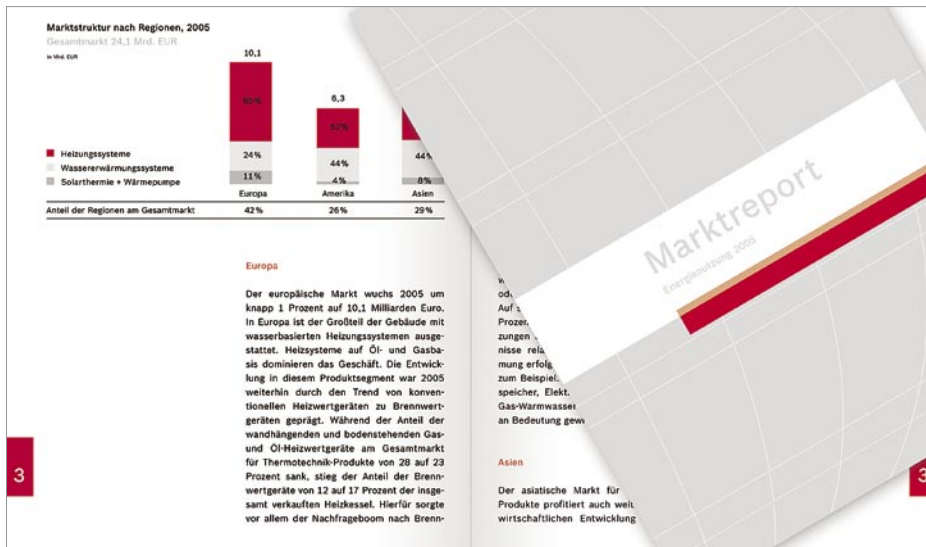 Marktstruktur nach Regionen, 2005
Gesamtmarkt 24,1 Mrd. EUR
in Mrd. EUR
10,1
6,3
65%
52%
24%
44%
44%
11%
4%
8%
Heizungssysteme
Wassererwärmungssysteme
Solarthermie + Wärmepumpe
Europa Amerika Asien
Anteil der Regionen am Gesamtmarkt 42% 26% 29%
Europa
Der europäische Markt wuchs 2005 um
knapp 1 Prozent auf 10,1 Milliarden Euro.
In Europa ist der Großteil der Gebäude mit
wasserbasierten Heizungssystemen ausge-
stattet. Heizsysteme auf Öl- und Gasba-
sis dominieren das Geschäft. Die Entwick-
lung in diesem Produktsegment war 2005
weiterhin durch den Trend von konven-
tionellen Heizwertgeräten zu Brennwert-
geräten geprägt. Während der Anteil der
wandhängenden und bodenstehenden Gas-
und Öl-Heizwertgeräte am Gesamtmarkt
für Thermotechnik-Produkte von 28 auf 23
Prozent sank, stieg der Anteil der Brenn-
wertgeräte von 12 auf 17 Prozent der insge-
samt verkauften Heizkessel. Hierfür sorgte
vor allem der Nachfrageboom nach Brenn-
3
Auf
zungen
nisse
mung
zum Beispiel
speicher,
Gas-Warmwasser
an Bedeutung
Asien
Der asiatische Markt für
Produkte profitiert auch
wirtschaftlichen Entwicklung
Marktreport
Energienutzung 2005
3